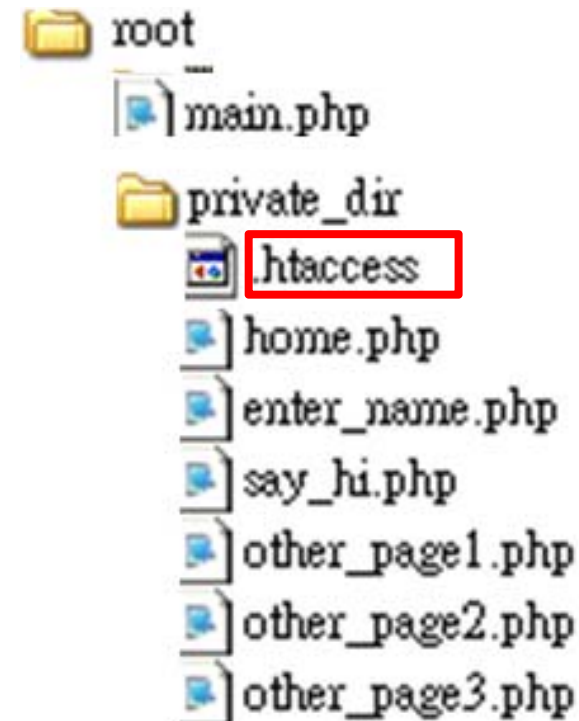 root
main.php
private_dir
.htaccess
home.php
enter_name.php
say_hi.php
other_page1.php
other_page2.php
other_page3.php